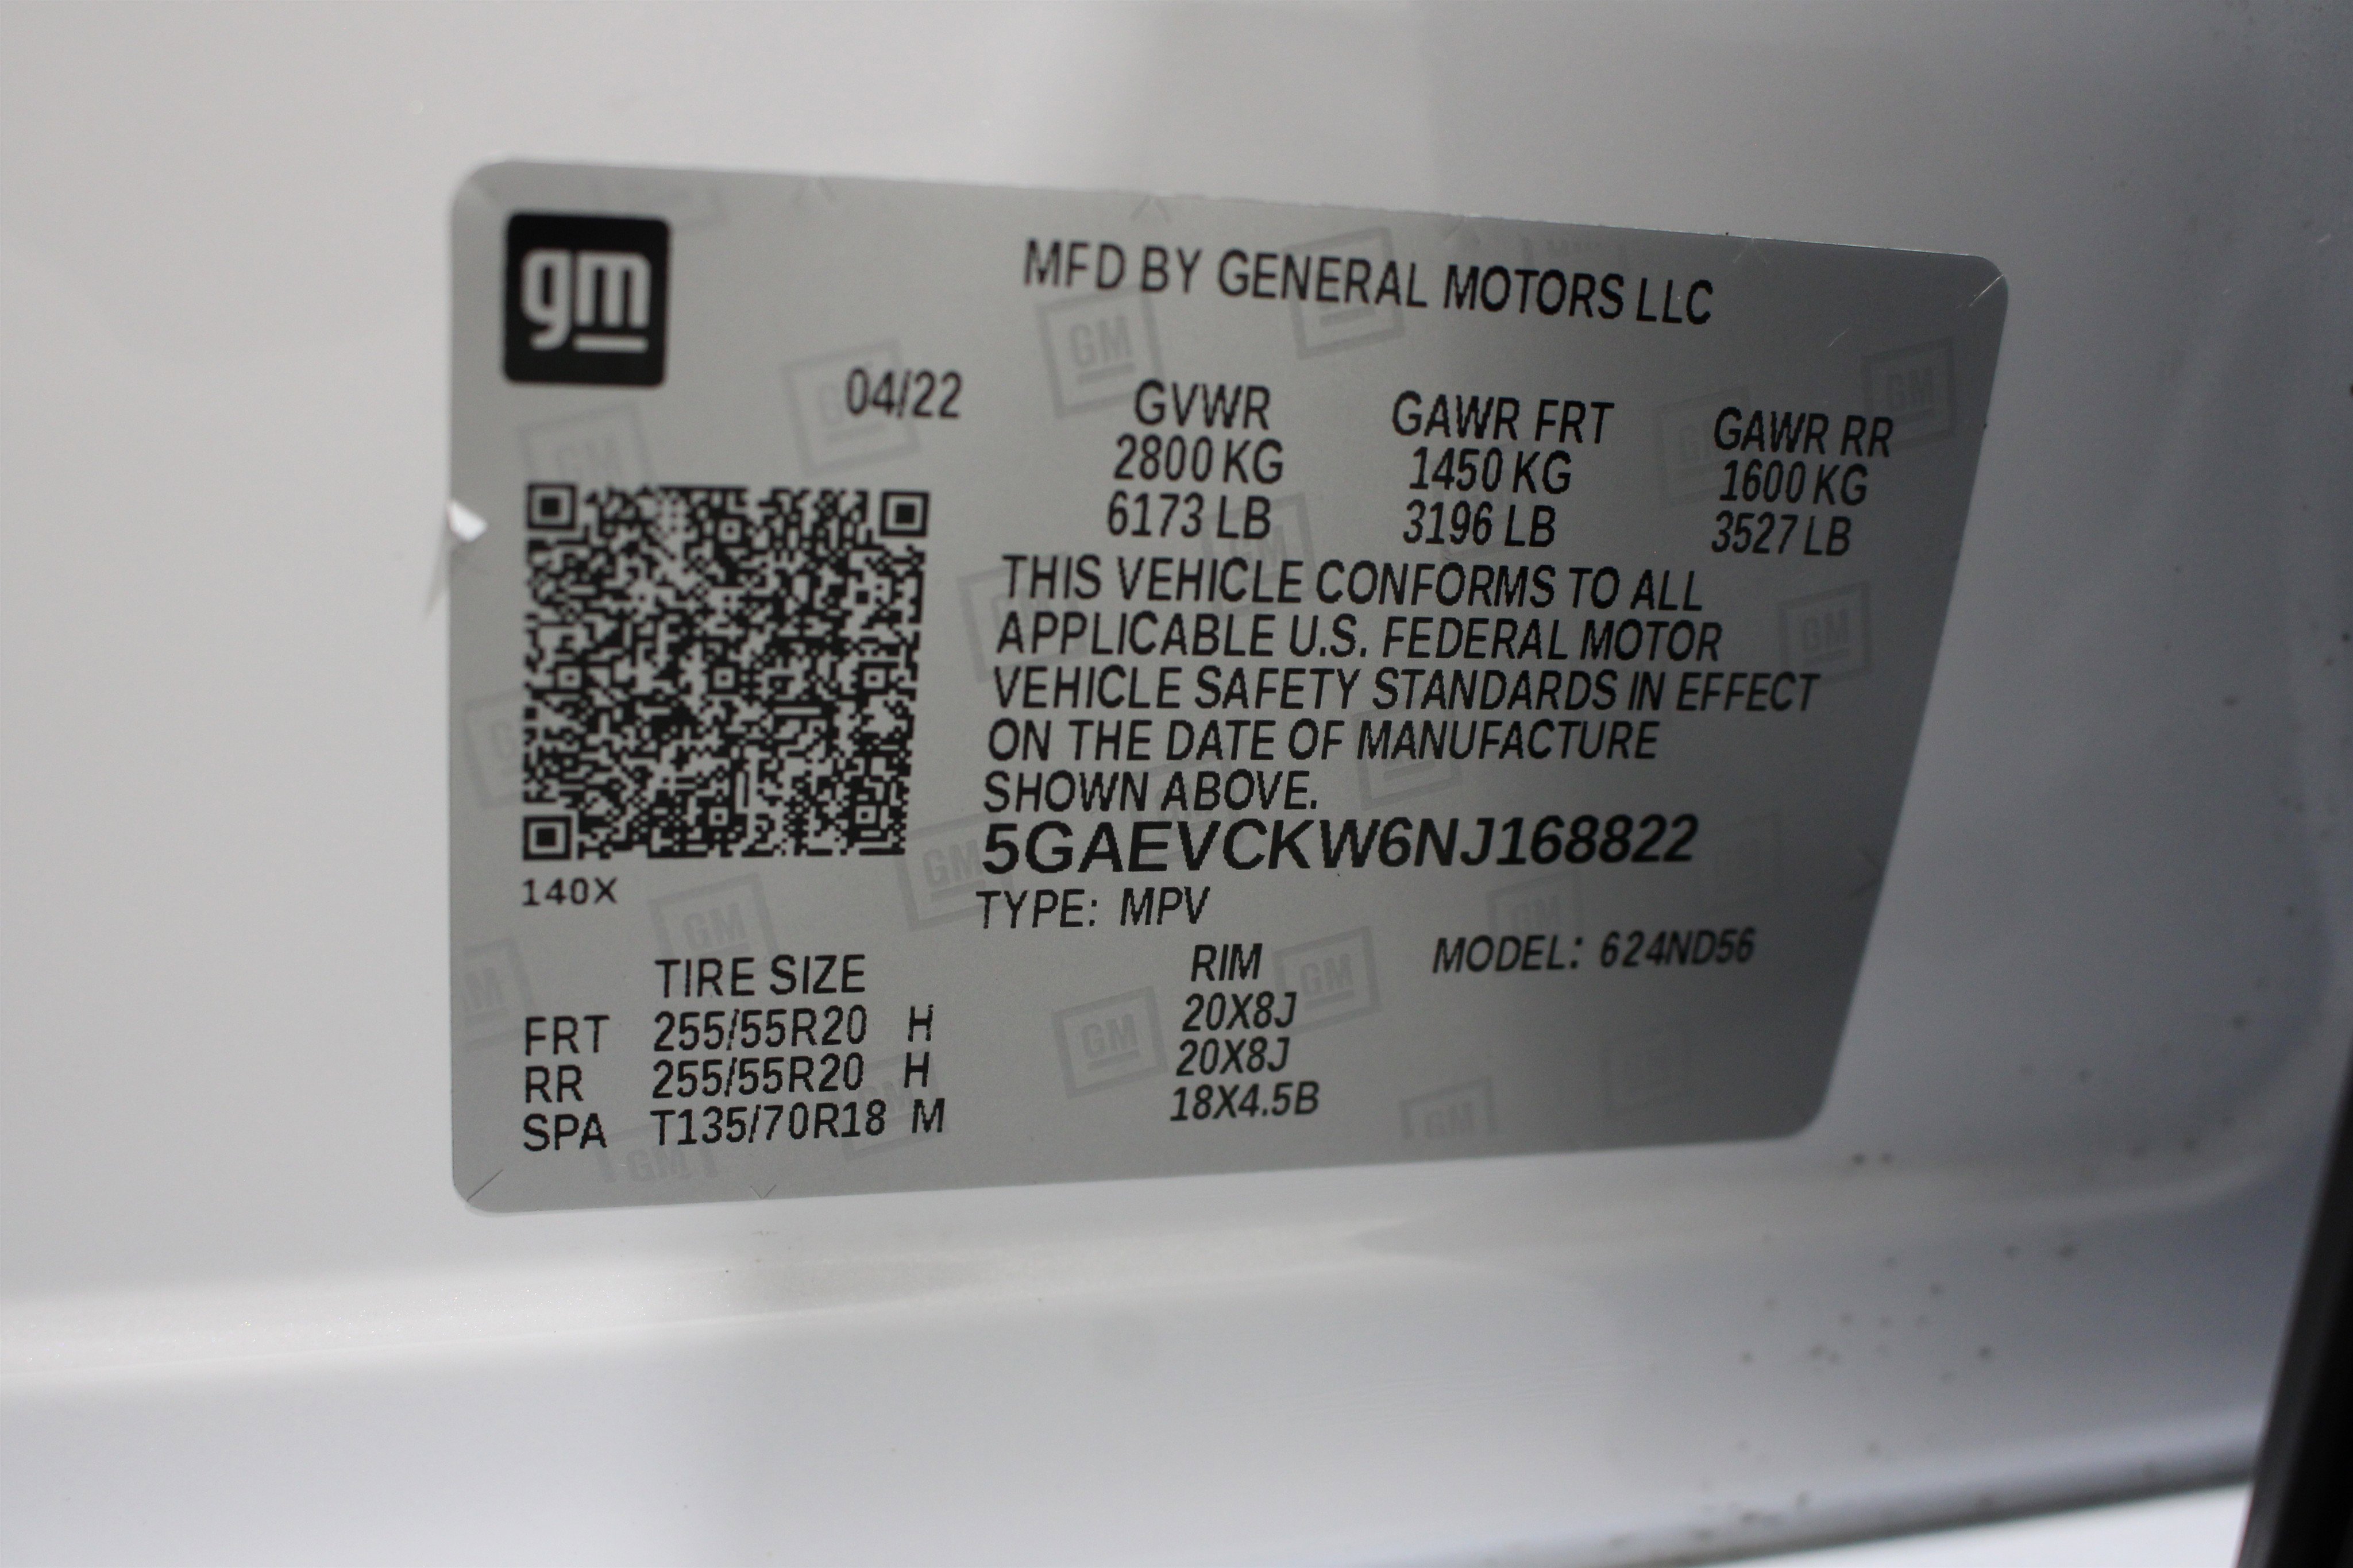 gm
MFD BY GENERAL MOTORS LLC
04/22
GVWR GAWR FRT GAWR RR
2800 KG 1450 KG 1600 KG
6173 LB 3196 LB 3527 LB
THIS VEHICLE CONFORMS TO ALL
APPLICABLE U.S. FEDERAL MOTOR
VEHICLE SAFETY STANDARDS IN EFFECT
ON THE DATE OF MANUFACTURE
SHOWN ABOVE.
5GAEVCKW6NJ168822
140X
TYPE: MPV
MODEL: 624ND56
TIRE SIZE RIM
FRT 255/55R20 H 20X8J
RR 255/55R20 H 20X8J
SPA T135/70R18 M 18X4.5B